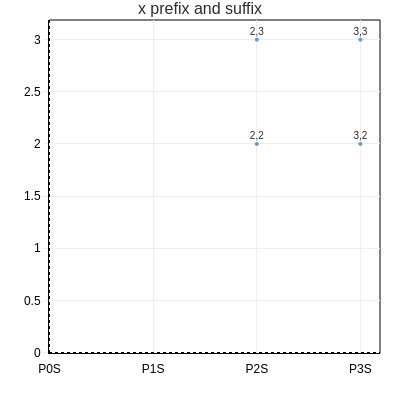 x prefix and suffix
3
2,3
3,3
2.5
2
2,2
3,2
1.5
1
0.5
0
P0S
P1S
P2S
P3S